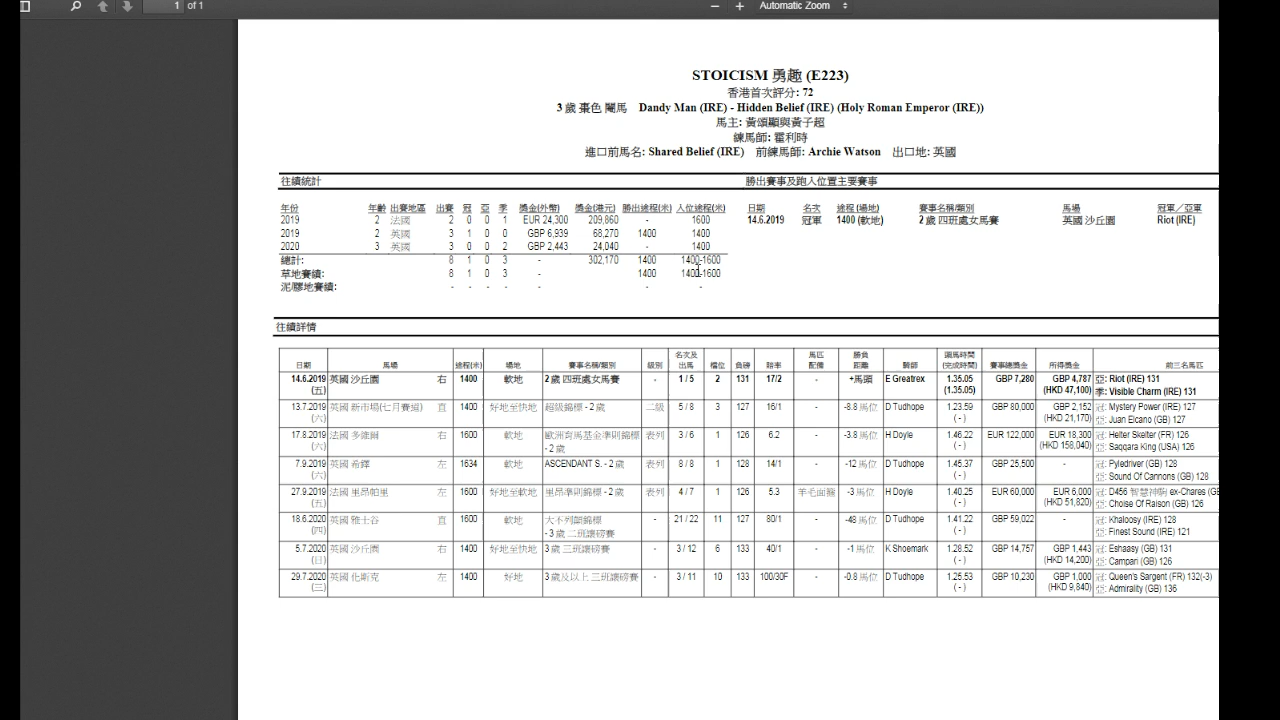 1 of 1 Automatic Zoom
STOICISM 勇趣 (E223)
香港首次評分: 72
3 歲 棗色 閹馬 Dandy Man (IRE) - Hidden Belief (IRE) (Holy Roman Emperor (IRE))
馬主: 黃頌顯與黃子超
練馬師: 霍利時
進口前馬名: Shared Belief (IRE) 前練馬師: Archie Watson 出口地: 英國
往績統計 勝出賽事及跑入位置主要賽事
年份 年齡 出賽地區 出賽 冠 亞 季 獎金(外幣) 獎金(港元) 勝出途程(米) 入位途程(米) 日期 名次 途程 (場地) 賽事名稱/類別 馬場 冠軍／亞軍
2019 2 法國 2 0 0 1 EUR 24,300 209,860 - 1600 14.6.2019 冠軍 1400 (軟地) 2 歲 四班處女馬賽 英國 沙丘園 Riot (IRE)
2019 2 英國 3 1 0 0 GBP 6,939 68,270 1400 1400
2020 3 英國 3 0 0 2 GBP 2,443 24,040 - 1400
總計: 8 1 0 3 - 302,170 1400 1400-1600
草地賽績: 8 1 0 3 - 1400 1400-1600
泥/膠地賽績: - - - - - - -
往績詳情
日期 馬場 途程(米) 場地 賽事名稱/類別 級別 名次及出馬 檔位 負磅 賠率 馬匹配備 勝負距離 騎師 頭馬時間(完成時間) 賽事總獎金 所得獎金 前三名馬匹
14.6.2019 英國 沙丘園 右 1400 軟地 2 歲 四班處女馬賽 - 1 / 5 2 131 17/2 - +馬頭 E Greatrex 1.35.05 GBP 7,280 GBP 4,787 亞: Riot (IRE) 131
(五) (1.35.05) (HKD 47,100) 季: Visible Charm (IRE) 131
13.7.2019 英國 新市場(七月賽道) 直 1400 好地至快地 超級錦標 - 2 歲 二級 5 / 8 3 127 16/1 - -8.8 馬位 D Tudhope 1.23.59 GBP 80,000 GBP 2,152 冠: Mystery Power (IRE) 127
(六) (-) (HKD 21,170) 亞: Juan Elcano (GB) 127
17.8.2019 法國 多維爾 右 1600 軟地 歐洲育馬基金準則錦標 表列 3 / 6 1 126 6.2 - -3.8 馬位 H Doyle 1.46.22 EUR 122,000 EUR 18,300 冠: Helter Skelter (FR) 126
(六) - 2 歲 (-) (HKD 158,040) 亞: Saqqara King (USA) 126
7.9.2019 英國 希鐸 左 1634 軟地 ASCENDANT S. - 2 歲 表列 8 / 8 1 128 14/1 - -12 馬位 D Tudhope 1.45.37 GBP 25,500 - 冠: Pyledriver (GB) 128
(六) (-) 亞: Sound Of Cannons (GB) 128
27.9.2019 法國 里昂帕里 左 1600 好地至軟地 里昂準則錦標 - 2 歲 表列 4 / 7 1 126 5.3 羊毛面箍 -3 馬位 H Doyle 1.40.25 EUR 60,000 EUR 6,000 冠: D456 智慧神駒 ex-Chares (GB
(五) (-) (HKD 51,820) 亞: Choise Of Raison (GB) 126
18.6.2020 英國 雅士谷 直 1600 軟地 大不列顛錦標 - 21 / 22 11 127 80/1 - -48 馬位 D Tudhope 1.41.22 GBP 59,022 - 冠: Khaloosy (IRE) 128
(四) - 3 歲 二班讓磅賽 (-) 亞: Finest Sound (IRE) 121
5.7.2020 英國 沙丘園 右 1400 好地至快地 3 歲 三班讓磅賽 - 3 / 12 6 133 40/1 - -1 馬位 K Shoemark 1.28.52 GBP 14,757 GBP 1,443 冠: Eshaasy (GB) 131
(日) (-) (HKD 14,200) 亞: Campari (GB) 126
29.7.2020 英國 化斯克 左 1400 好地 3 歲及以上 三班讓磅賽 - 3 / 11 10 133 100/30F - -0.8 馬位 D Tudhope 1.25.53 GBP 10,230 GBP 1,000 冠: Queen's Sargent (FR) 132(-3)
(三) (-) (HKD 9,840) 亞: Admirality (GB) 136